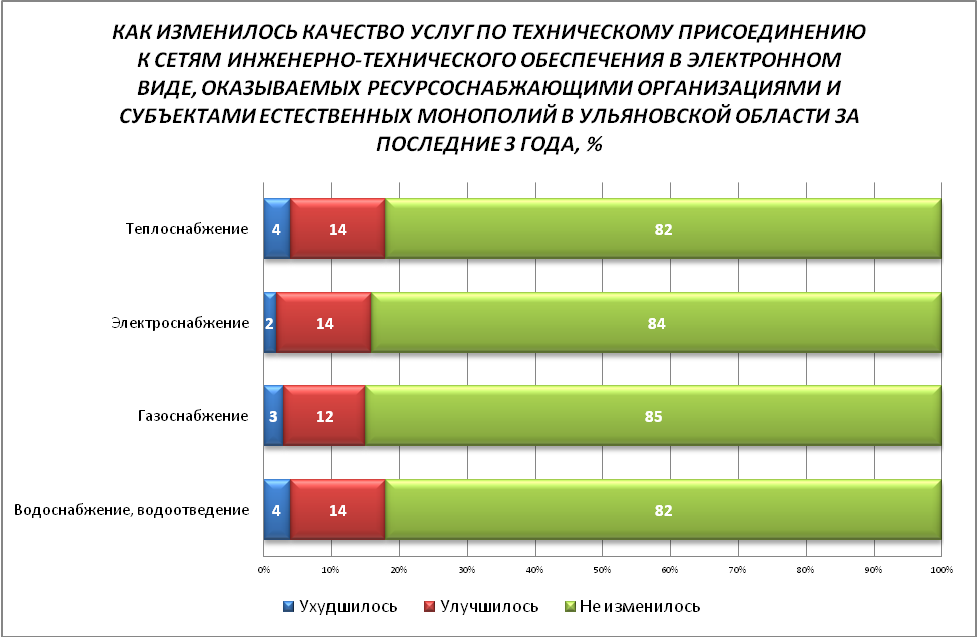 КАК ИЗМЕНИЛОСЬ КАЧЕСТВО УСЛУГ ПО ТЕХНИЧЕСКОМУ ПРИСОЕДИНЕНИЮ
К СЕТЯМ ИНЖЕНЕРНО-ТЕХНИЧЕСКОГО ОБЕСПЕЧЕНИЯ В ЭЛЕКТРОННОМ
ВИДЕ, ОКАЗЫВАЕМЫХ РЕСУРСОСНАБЖАЮЩИМИ ОРГАНИЗАЦИЯМИ И
СУБЪЕКТАМИ ЕСТЕСТВЕННЫХ МОНОПОЛИЙ В УЛЬЯНОВСКОЙ ОБЛАСТИ ЗА
ПОСЛЕДНИЕ 3 ГОДА, %
Теплоснабжение 4 14 82
Электроснабжение 2 14 84
Газоснабжение 3 12 85
Водоснабжение, водоотведение 4 14 82
0% 10% 20% 30% 40% 50% 60% 70% 80% 90% 100%
Ухудшилось Улучшилось Не изменилось